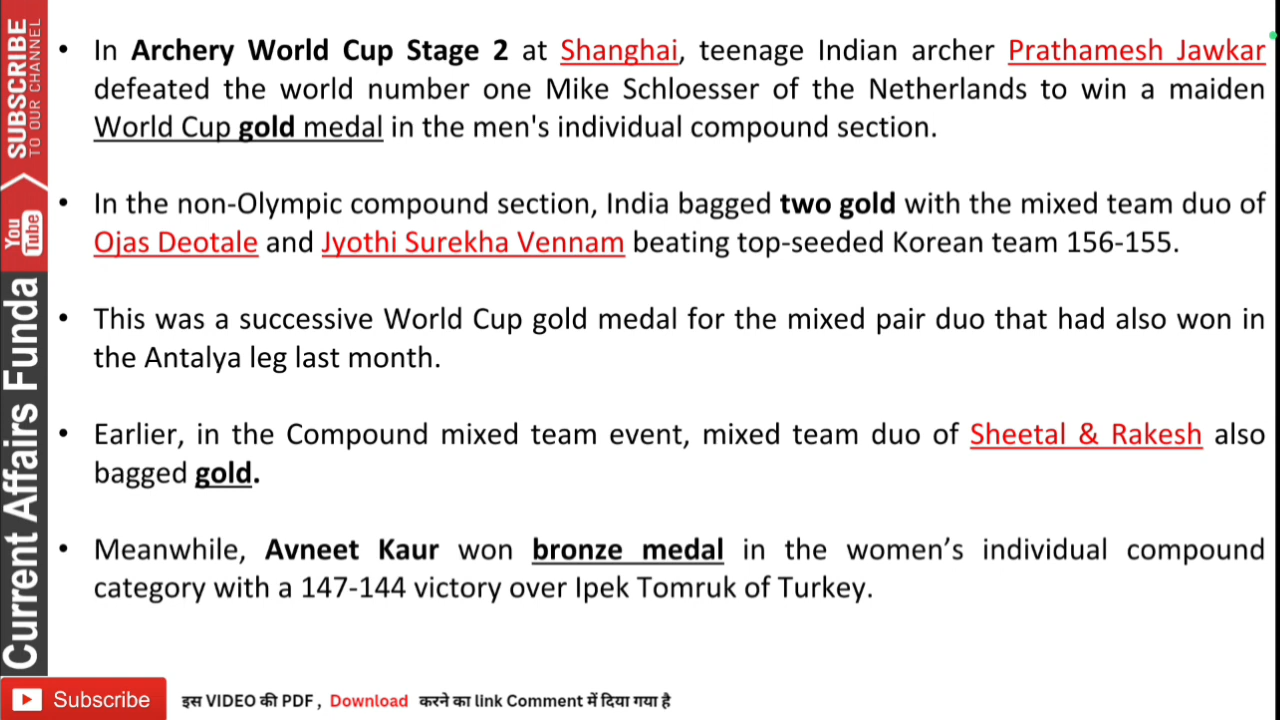 • In Archery World Cup Stage 2 at Shanghai, teenage Indian archer Prathamesh Jawkar
defeated the world number one Mike Schloesser of the Netherlands to win a maiden
World Cup gold medal in the men's individual compound section.
• In the non-Olympic compound section, India bagged two gold with the mixed team duo of
Ojas Deotale and Jyothi Surekha Vennam beating top-seeded Korean team 156-155.
• This was a successive World Cup gold medal for the mixed pair duo that had also won in
the Antalya leg last month.
• Earlier, in the Compound mixed team event, mixed team duo of Sheetal & Rakesh also
bagged gold.
• Meanwhile, Avneet Kaur won bronze medal in the women’s individual compound
category with a 147-144 victory over Ipek Tomruk of Turkey.
SUBSCRIBE
TO OUR CHANNEL
You
Tube
Current Affairs Funda
Subscribe
इस VIDEO की PDF , Download करने का link Comment में दिया गया है